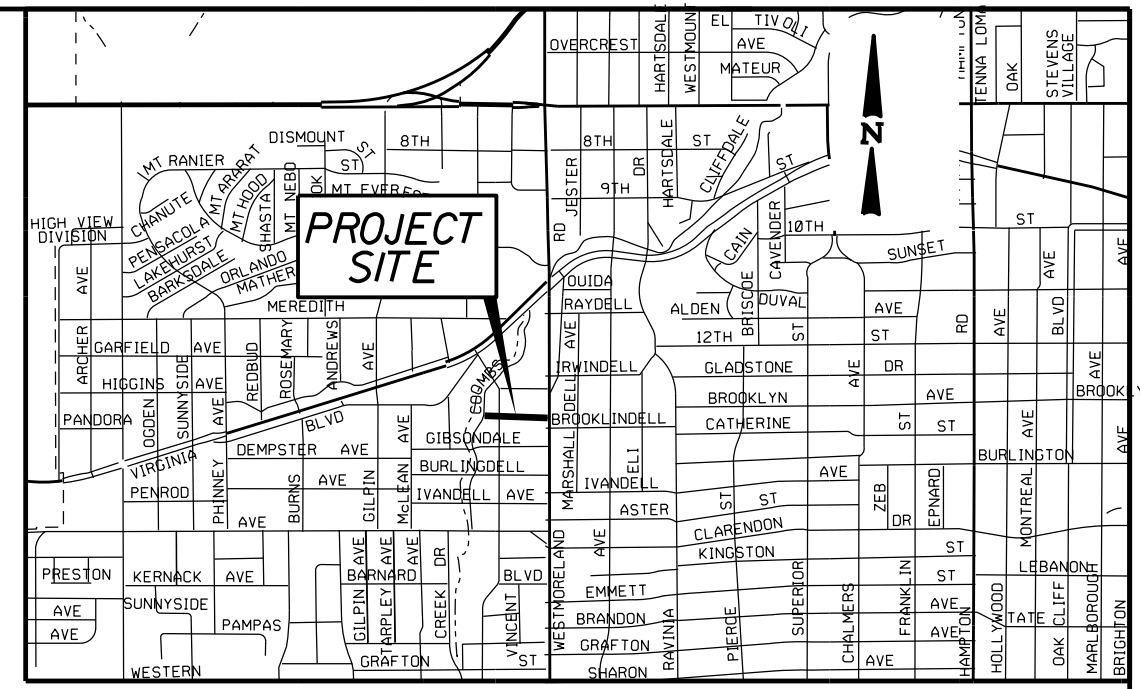 EL TIVOLI
OVERCREST AVE
HARTSDALE
WESTMOUNT
MATEUR
TENNA LOMA
OAK
STEVENS
VILLAGE
DISMOUNT ST
8TH
8TH ST
MT RANIER
MT ARARAT
MT HOOD
SHASTA
MT NEBO
OK
ST
MT EVEREST
JESTER
DR
HARTSDALE
CLIFFDALE
ST
9TH
N
HIGH VIEW
DIVISION
CHANUTE
PENSACOLA
LAKEHURST
BARKSDALE
ORLANDO
MATHER
MEREDITH
PROJECT
SITE
RD
CAIN
CAVENDER
10TH
SUNSET
ST
AVE
AVE
AVE
OUIDA
RAYDELL
ALDEN
BRISCOE
DUVAL
AVE
RD
AVE
BLVD
ARCHER
GARFIELD AVE
REDBUD
ROSEMARY
ANDREWS
AVE
AVE
12TH
ST
ST
HIGGINS AVE
SUNNYSIDE
COOMBS
IRWINDELL
GLADSTONE
AVE
DR
AVE
PANDORA
OGDEN
AVE
BLVD
AVE
DELL
BROOKLINDELL
BROOKLYN AVE
BROOKLY
CATHERINE
ST
ST
AVE
AVE
VIRGINIA
DEMPSTER AVE
GIBSONDALE
BURLINGDELL
MARSHALL
ELI
BURLINGTON
PENROD
PHINNEY
BURNS
AVE
GILPIN
McLEAN
IVANDELL AVE
IVANDELL
ST
ST
AVE
ZEB
EPNARD
MONTREAL
AVE
ASTER
CLARENDON
DR
AVE
AVE
AVE
DR
WESTMORELAND
AVE
KINGSTON
ST
PRESTON
KERNACK AVE
BARNARD
BLVD
SUPERIOR
ST
LEBANON
AVE
SUNNYSIDE
GILPIN
TARPLEY
CREEK
VINCENT
EMMETT
CHALMERS
FRANKLIN
AVE
HAMPTON
HOLLYWOOD
TATE
OAK CLIFF
MARLBOROUGH
BRIGHTON
AVE
PAMPAS
BRANDON
AVE
GRAFTON
RAVINIA
PIERCE
WESTERN
GRAFTON ST
SHARON
AVE